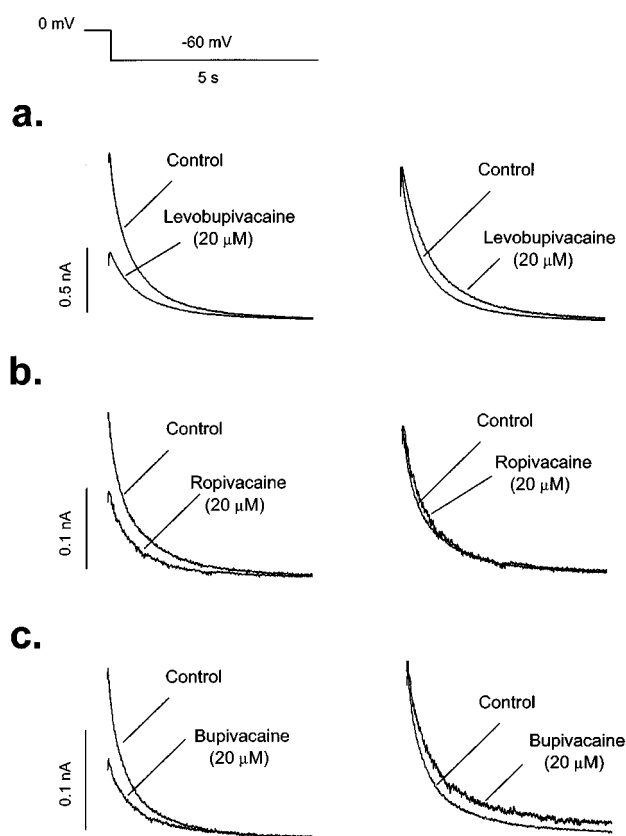 0 mV
-60 mV
5 s
a.
Control
Levobupivacaine
(20 μM)
0.5 nA
Control
Levobupivacaine
(20 μM)
b.
Control
Ropivacaine
(20 μM)
0.1 nA
Control
Ropivacaine
(20 μM)
c.
Control
Bupivacaine
(20 μM)
0.1 nA
Control
Bupivacaine
(20 μM)